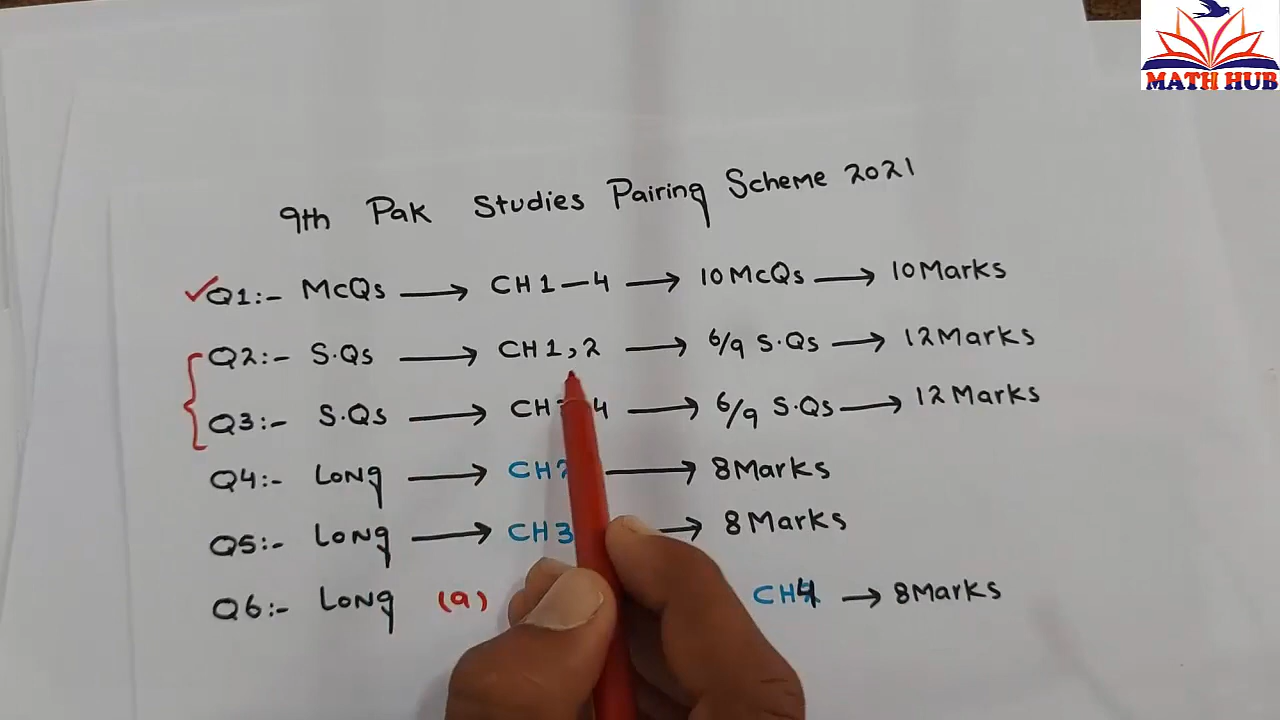 MATH HUB
9th Pak Studies Pairing Scheme 2021
Q1:- MCQs → CH1—4 → 10 MCQs → 10 Marks
Q2:- S.Qs → CH1,2 → 6/9 S.Qs → 12 Marks
Q3:- S.Qs → CH 4 → 6/9 S.Qs → 12 Marks
Q4:- Long → CH → 8 Marks
Q5:- Long → CH3 → 8 Marks
Q6:- Long (a) CH4 → 8 Marks